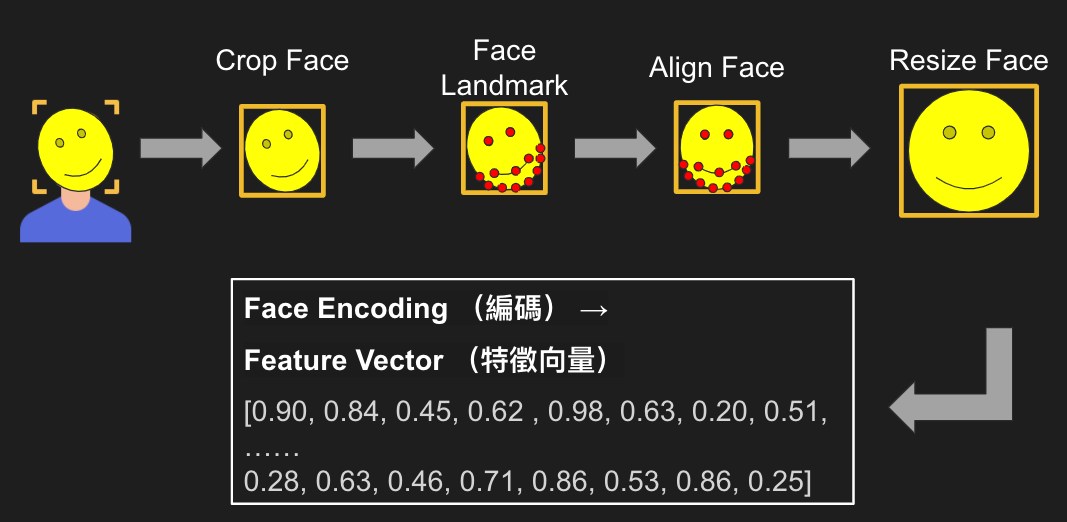 Crop Face
Face
Landmark
Align Face
Resize Face
Face Encoding （編碼） →
Feature Vector （特徵向量）
[0.90, 0.84, 0.45, 0.62 , 0.98, 0.63, 0.20, 0.51,
……
0.28, 0.63, 0.46, 0.71, 0.86, 0.53, 0.86, 0.25]